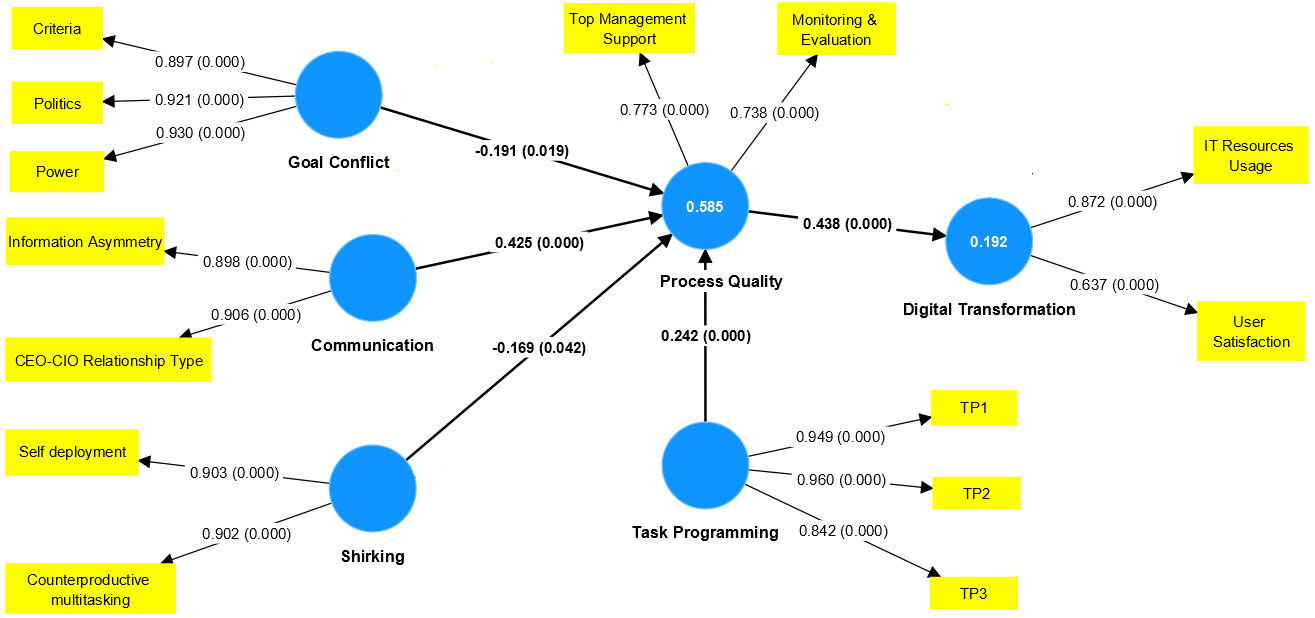 Criteria
0.897 (0.000)
Politics
0.921 (0.000)
0.930 (0.000)
Power
Goal Conflict
Top Management
Support
Monitoring &
Evaluation
0.773 (0.000)
0.738 (0.000)
-0.191 (0.019)
IT Resources
Usage
0.872 (0.000)
0.585
0.438 (0.000)
0.192
Information Asymmetry
0.898 (0.000)
0.425 (0.000)
Process Quality
0.637 (0.000)
Digital Transformation
0.906 (0.000)
User
Satisfaction
CEO-CIO Relationship Type
Communication
-0.169 (0.042)
0.242 (0.000)
TP1
0.949 (0.000)
Self deployment
0.903 (0.000)
0.960 (0.000)
TP2
0.902 (0.000)
Task Programming
0.842 (0.000)
Shirking
Counterproductive
multitasking
TP3